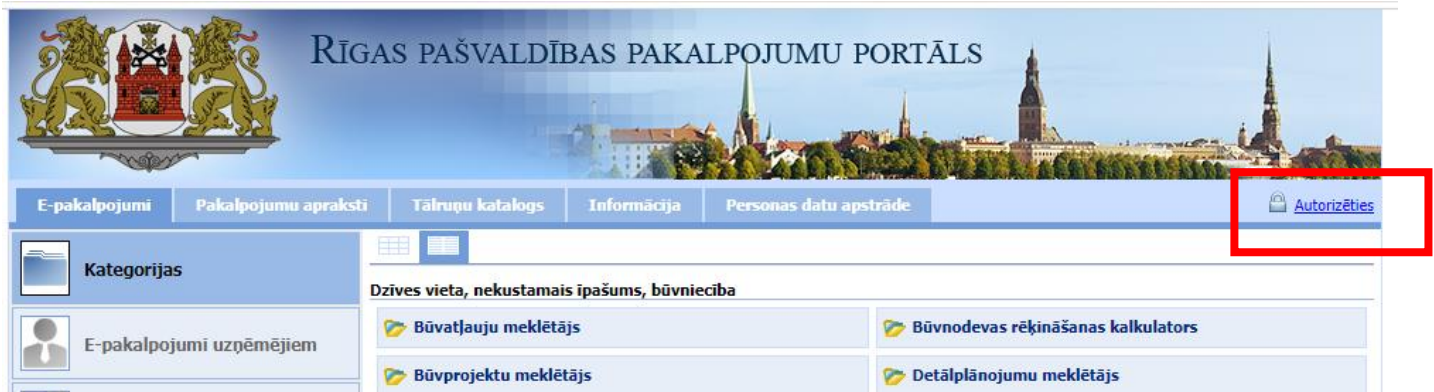 RĪGAS PAŠVALDĪBAS PAKALPOJUMU PORTĀLS
E-pakalpojumi Pakalpojumu apraksti Tālruņu katalogs Informācija Personas datu apstrāde Autorizēties
Kategorijas
E-pakalpojumi uzņēmējiem
Dzīves vieta, nekustamais īpašums, būvniecība
Būvatļauju meklētājs Būvnodevas rēķināšanas kalkulators
Būvprojektu meklētājs Detālplānojumu meklētājs